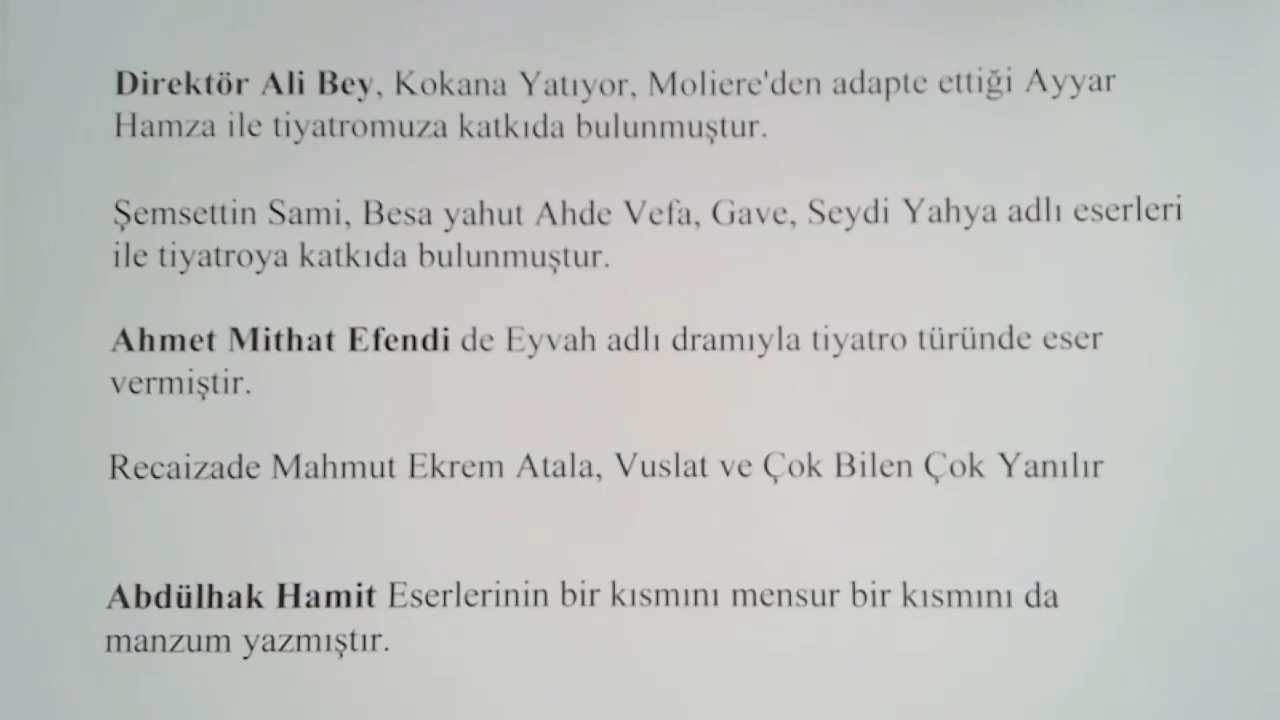 Direktör Ali Bey, Kokana Yatıyor, Moliere'den adapte ettiği Ayyar
Hamza ile tiyatromuza katkıda bulunmuştur.
Şemsettin Sami, Besa yahut Ahde Vefa, Gave, Seydi Yahya adlı eserleri
ile tiyatroya katkıda bulunmuştur.
Ahmet Mithat Efendi de Eyvah adlı dramıyla tiyatro türünde eser
vermiştir.
Recaizade Mahmut Ekrem Atala, Vuslat ve Çok Bilen Çok Yanılır
Abdülhak Hamit Eserlerinin bir kısmını mensur bir kısmını da
manzum yazmıştır.